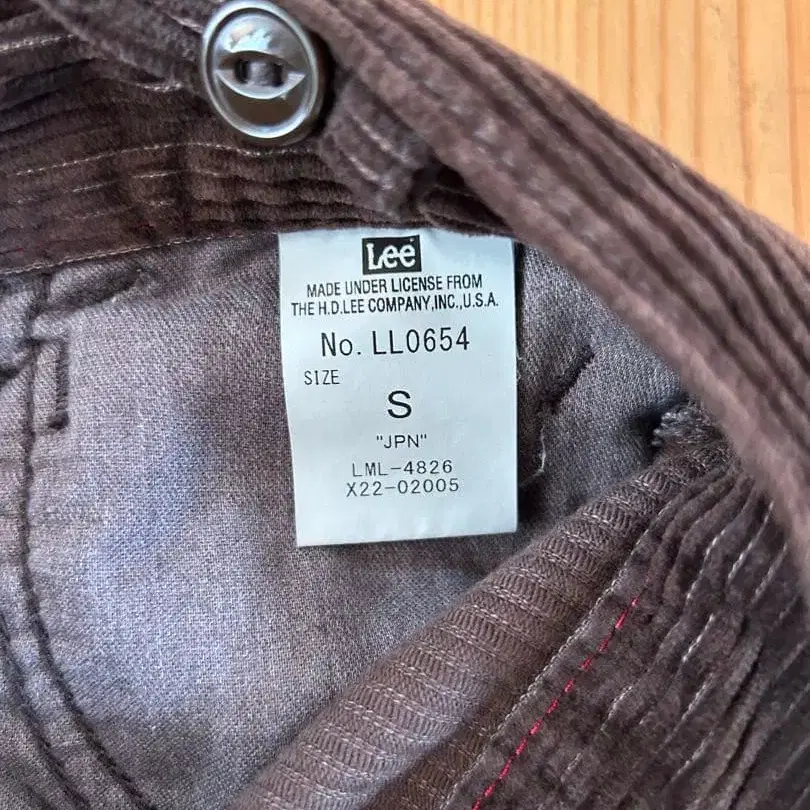 Lee
MADE UNDER LICENSE FROM
THE H.D.LEE COMPANY,INC.,U.S.A.
No. LL0654
SIZE
S
"JPN"
LML-4826
X22-02005